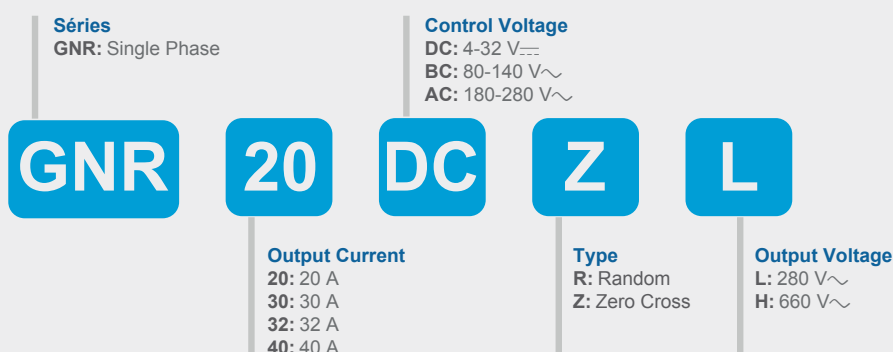 Séries
GNR: Single Phase
Control Voltage
DC: 4-32 V⎓
BC: 80-140 V∿
AC: 180-280 V∿
GNR 20 DC Z L
Output Current
20: 20 A
30: 30 A
32: 32 A
40: 40 A
Type
R: Random
Z: Zero Cross
Output Voltage
L: 280 V∿
H: 660 V∿